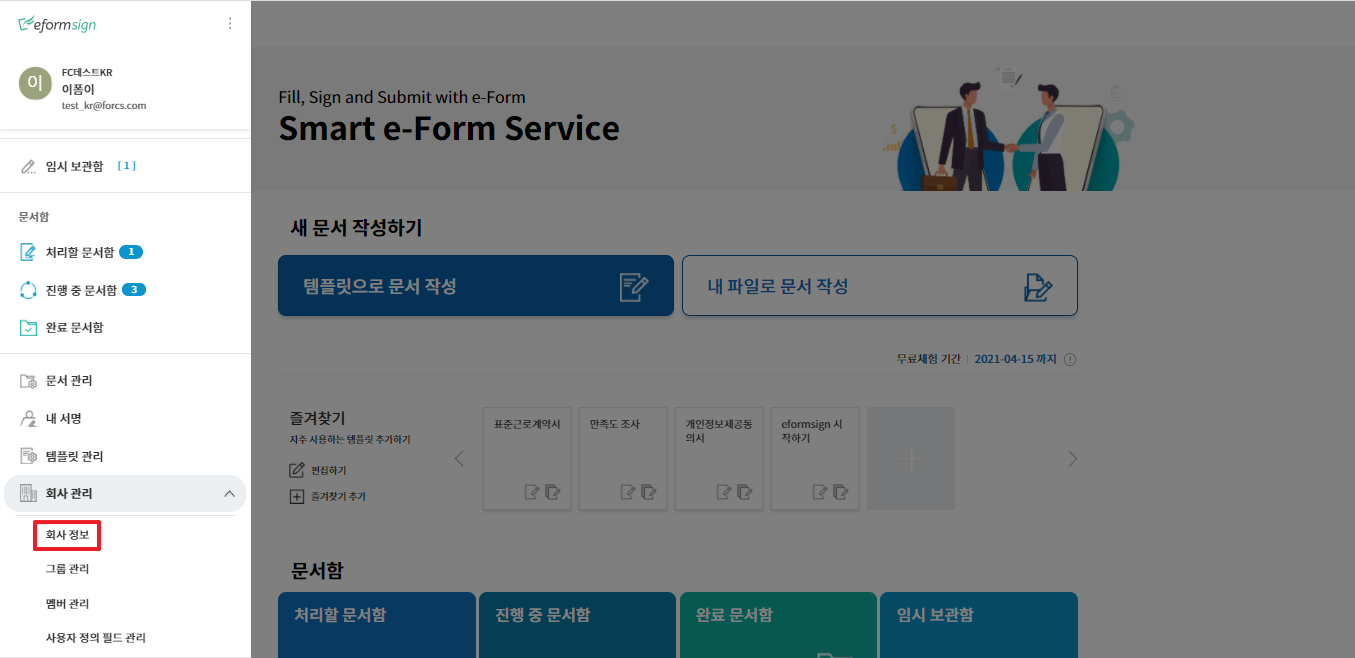 eformsign
이
FC테스트KR
이폼이
test_kr@forcs.com
임시 보관함 [ 1 ]
문서함
처리할 문서함 1
진행 중 문서함 3
완료 문서함
문서 관리
내 서명
템플릿 관리
회사 관리
회사 정보
그룹 관리
멤버 관리
사용자 정의 필드 관리
Fill, Sign and Submit with e-Form
Smart e-Form Service
새 문서 작성하기
템플릿으로 문서 작성
내 파일로 문서 작성
무료체험 기간 | 2021-04-15 까지
즐겨찾기
자주 사용하는 템플릿 추가하기
편집하기
즐겨찾기 추가
표준근로계약서
만족도 조사
개인정보제공동
의서
eformsign 시
작하기
문서함
처리할 문서함
진행 중 문서함
완료 문서함
임시 보관함